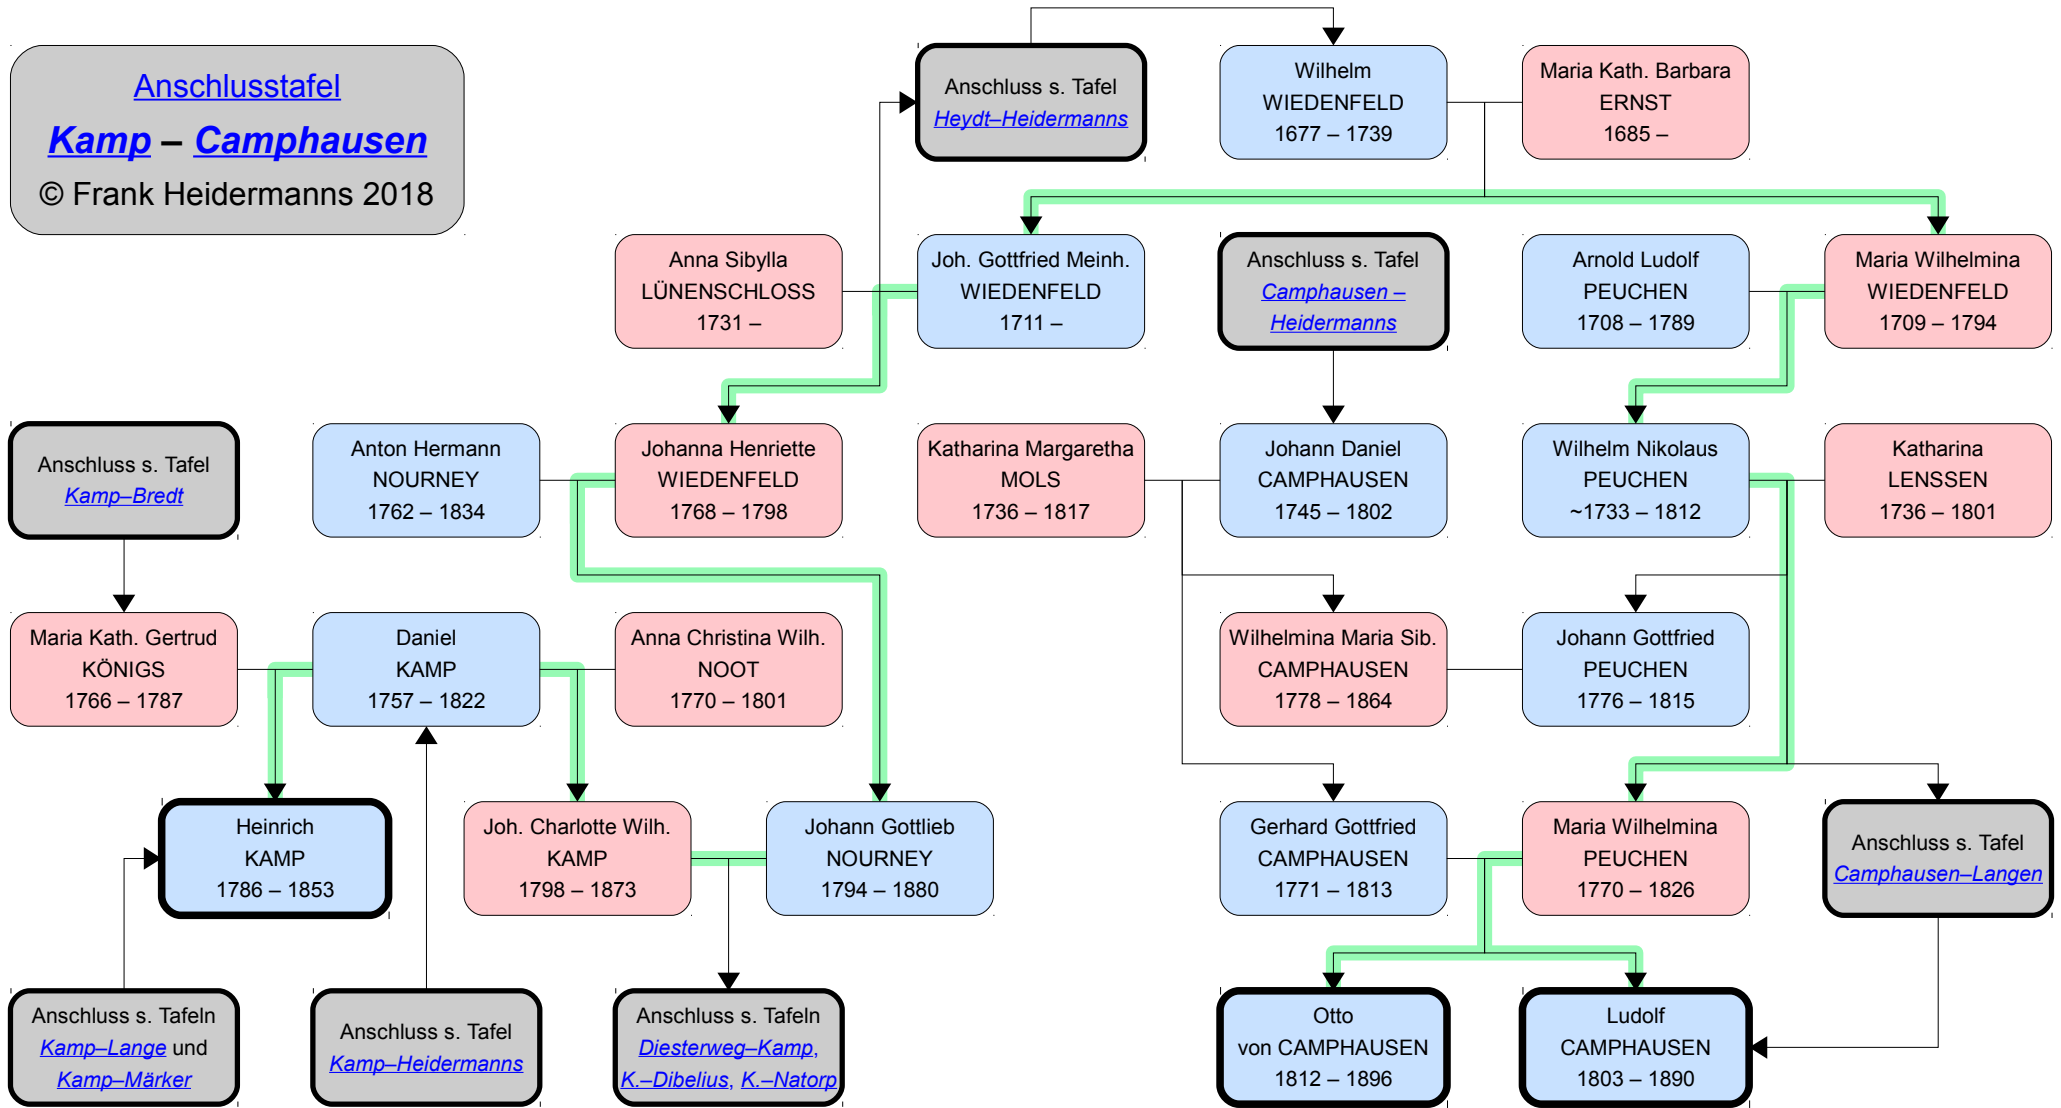 Anschlusstafel
Kamp – Camphausen
© Frank Heidermanns 2018
Anschluss s. Tafel
Heydt–Heidermanns
Wilhelm
WIEDENFELD
1677 – 1739
Maria Kath. Barbara
ERNST
1685 –
Anna Sibylla
LÜNENSCHLOSS
1731 –
Joh. Gottfried Meinh.
WIEDENFELD
1711 –
Anschluss s. Tafel
Camphausen –
Heidermanns
Arnold Ludolf
PEUCHEN
1708 – 1789
Maria Wilhelmina
WIEDENFELD
1709 – 1794
Anschluss s. Tafel
Kamp–Bredt
Anton Hermann
NOURNEY
1762 – 1834
Johanna Henriette
WIEDENFELD
1768 – 1798
Katharina Margaretha
MOLS
1736 – 1817
Johann Daniel
CAMPHAUSEN
1745 – 1802
Wilhelm Nikolaus
PEUCHEN
~1733 – 1812
Katharina
LENSSEN
1736 – 1801
Maria Kath. Gertrud
KÖNIGS
1766 – 1787
Daniel
KAMP
1757 – 1822
Anna Christina Wilh.
NOOT
1770 – 1801
Wilhelmina Maria Sib.
CAMPHAUSEN
1778 – 1864
Johann Gottfried
PEUCHEN
1776 – 1815
Heinrich
KAMP
1786 – 1853
Joh. Charlotte Wilh.
KAMP
1798 – 1873
Johann Gottlieb
NOURNEY
1794 – 1880
Gerhard Gottfried
CAMPHAUSEN
1771 – 1813
Maria Wilhelmina
PEUCHEN
1770 – 1826
Anschluss s. Tafel
Camphausen–Langen
Anschluss s. Tafeln
Kamp–Lange und
Kamp–Märker
Anschluss s. Tafel
Kamp–Heidermanns
Anschluss s. Tafeln
Diesterweg–Kamp,
K.–Dibelius, K.–Natorp
Otto
von CAMPHAUSEN
1812 – 1896
Ludolf
CAMPHAUSEN
1803 – 1890